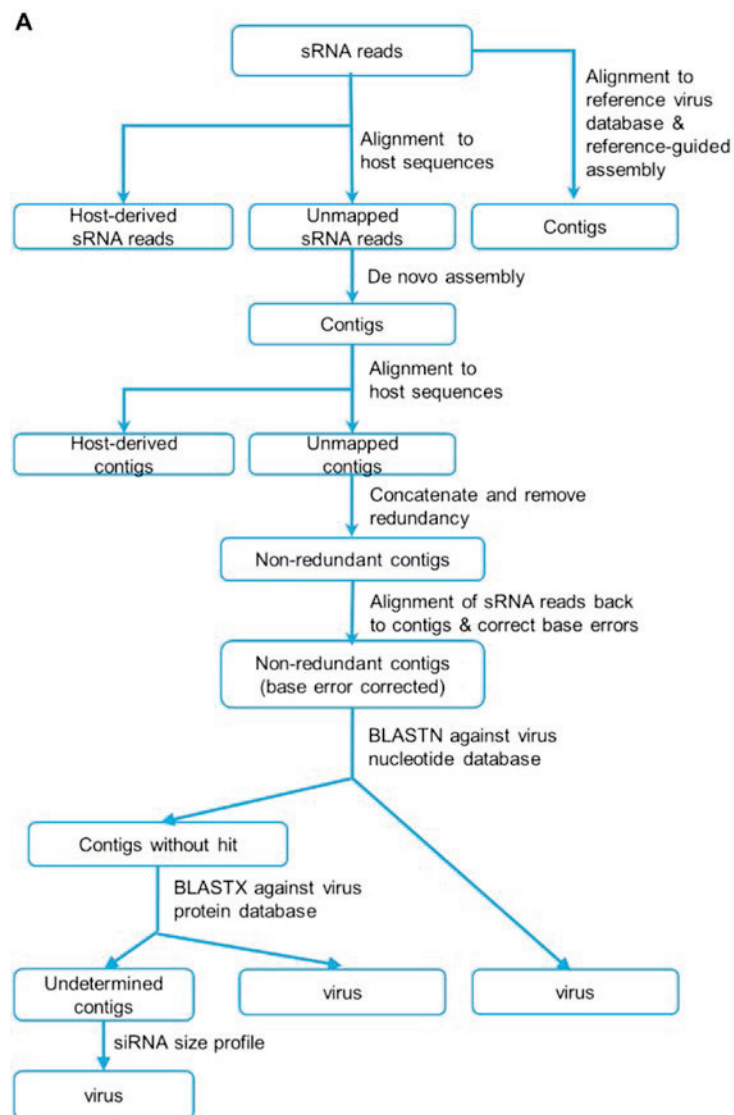 A
sRNA reads
Alignment to
reference virus
database &
reference-guided
assembly
Alignment to
host sequences
Host-derived
sRNA reads
Unmapped
sRNA reads
Contigs
De novo assembly
Contigs
Alignment to
host sequences
Host-derived
contigs
Unmapped
contigs
Concatenate and remove
redundancy
Non-redundant contigs
Alignment of sRNA reads back
to contigs & correct base errors
Non-redundant contigs
(base error corrected)
BLASTN against virus
nucleotide database
Contigs without hit
BLASTX against virus
protein database
Undetermined
contigs
virus
virus
siRNA size profile
virus